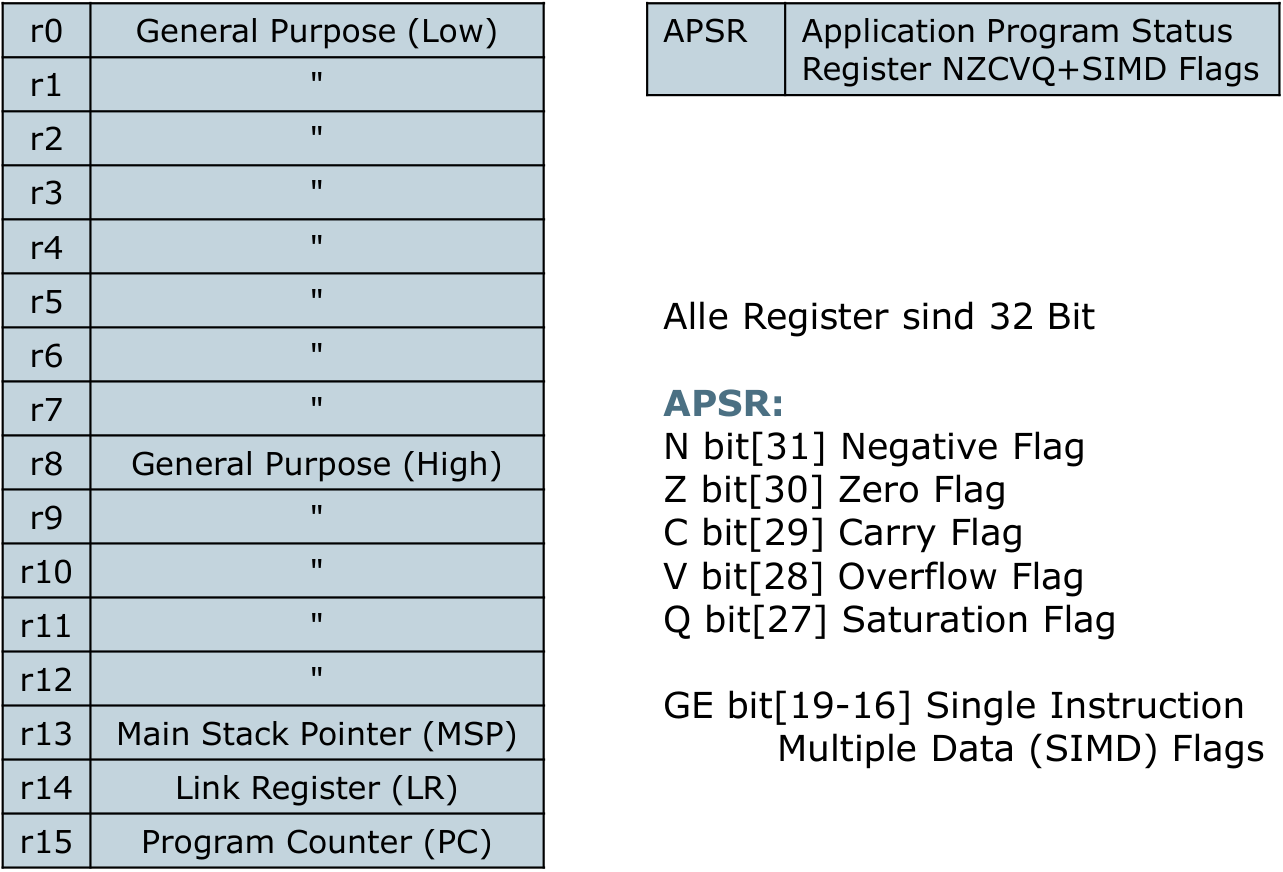 r0 General Purpose (Low)
r1 "
r2 "
r3 "
r4 "
r5 "
r6 "
r7 "
r8 General Purpose (High)
r9 "
r10 "
r11 "
r12 "
r13 Main Stack Pointer (MSP)
r14 Link Register (LR)
r15 Program Counter (PC)
APSR Application Program Status
Register NZCVQ+SIMD Flags
Alle Register sind 32 Bit
APSR:
N bit[31] Negative Flag
Z bit[30] Zero Flag
C bit[29] Carry Flag
V bit[28] Overflow Flag
Q bit[27] Saturation Flag
GE bit[19-16] Single Instruction
Multiple Data (SIMD) Flags